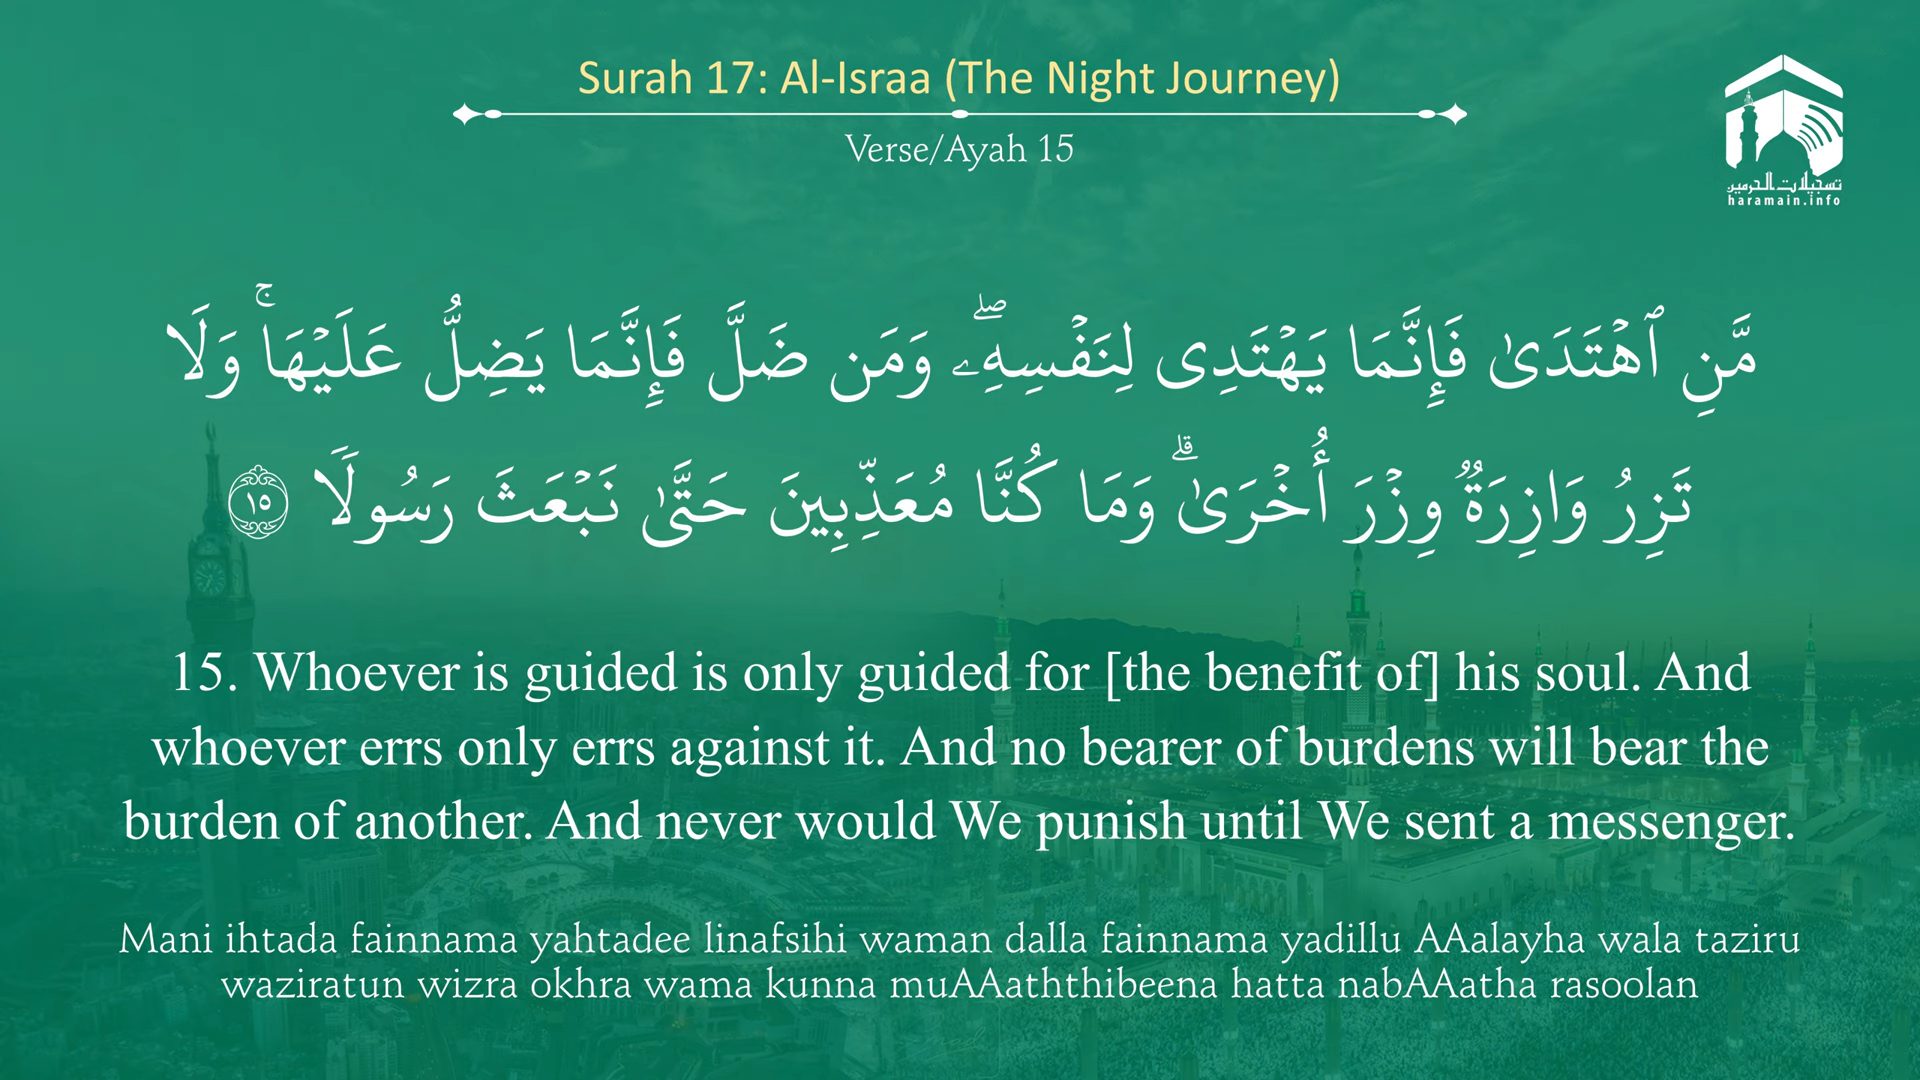 Surah 17: Al-Israa (The Night Journey)
Verse/Ayah 15
تسجيلات الحرمين
haramain.info
مَّنِ ٱهْتَدَىٰ فَإِنَّمَا يَهْتَدِى لِنَفْسِهِۦ ۖ وَمَن ضَلَّ فَإِنَّمَا يَضِلُّ عَلَيْهَا ۚ وَلَا
تَزِرُ وَازِرَةٌ وِزْرَ أُخْرَىٰ ۗ وَمَا كُنَّا مُعَذِّبِينَ حَتَّىٰ نَبْعَثَ رَسُولًا ١٥
15. Whoever is guided is only guided for [the benefit of] his soul. And
whoever errs only errs against it. And no bearer of burdens will bear the
burden of another. And never would We punish until We sent a messenger.
Mani ihtada fainnama yahtadee linafsihi waman dalla fainnama yadillu AAalayha wala taziru
waziratun wizra okhra wama kunna muAAaththibeena hatta nabAAatha rasoolan